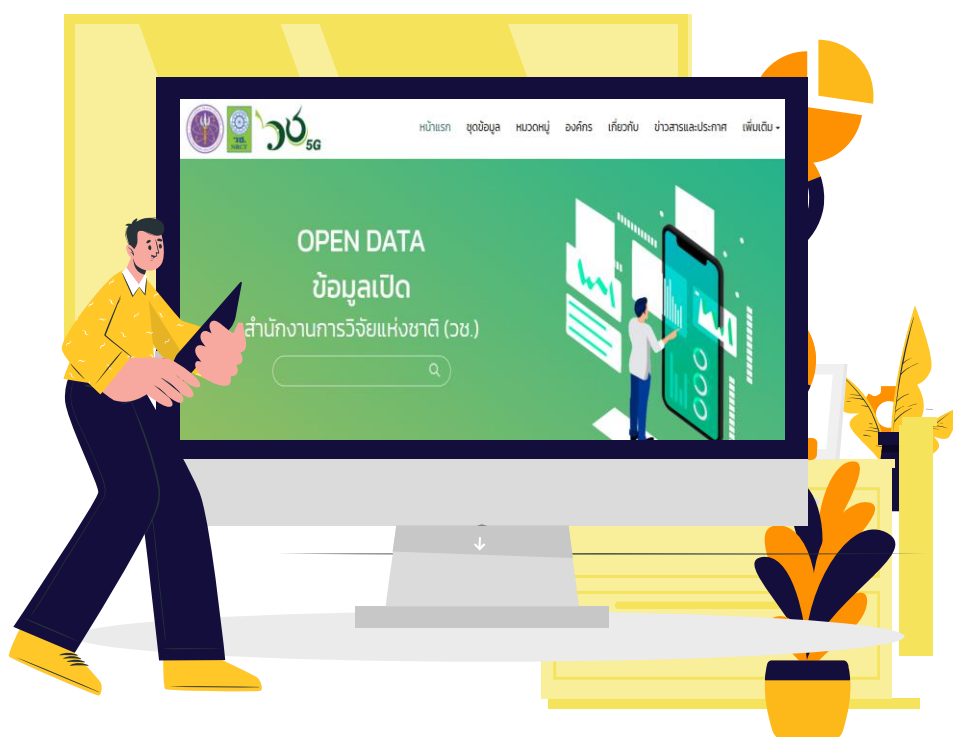 วช
5G
วช.
NRCT
หน้าแรก ชุดข้อมูล หมวดหมู่ องค์กร เกี่ยวกับ ข่าวสารและประกาศ เพิ่มเติม
OPEN DATA
ข้อมูลเปิด
สำนักงานการวิจัยแห่งชาติ (วช.)